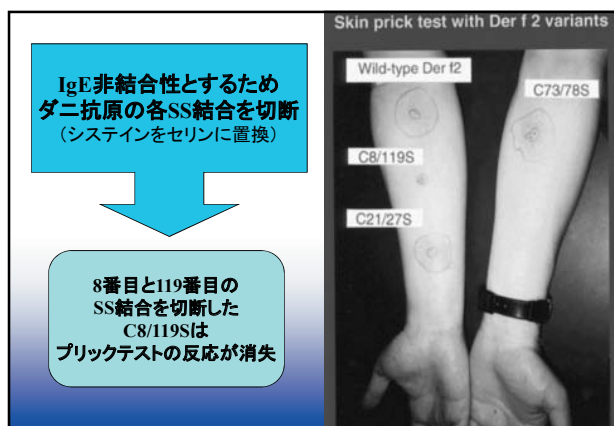 IgE非結合性とするため
ダニ抗原の各SS結合を切断
（システインをセリンに置換）
8番目と119番目の
SS結合を切断した
C8/119Sは
プリックテストの反応が消失
Skin prick test with Der f 2 variants
Wild-type Der f2
C73/78S
C8/119S
C21/27S